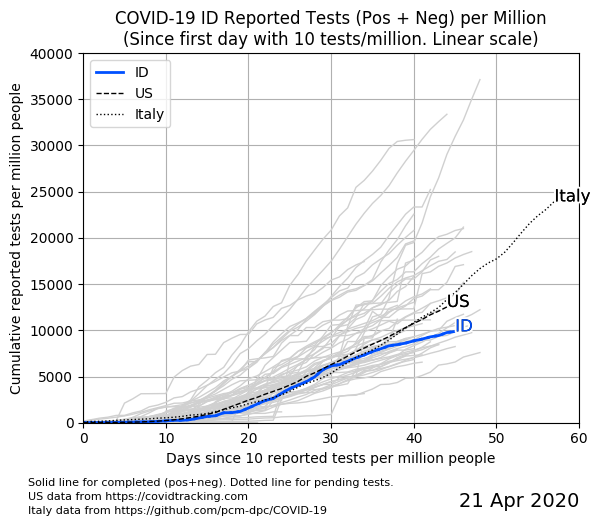 COVID-19 ID Reported Tests (Pos + Neg) per Million
(Since first day with 10 tests/million. Linear scale)
Cumulative reported tests per million people
40000
35000
30000
25000
20000
15000
10000
5000
0
ID
US
Italy
Italy
US
ID
0 10 20 30 40 50 60
Days since 10 reported tests per million people
Solid line for completed (pos+neg). Dotted line for pending tests.
US data from https://covidtracking.com
Italy data from https://github.com/pcm-dpc/COVID-19
21 Apr 2020